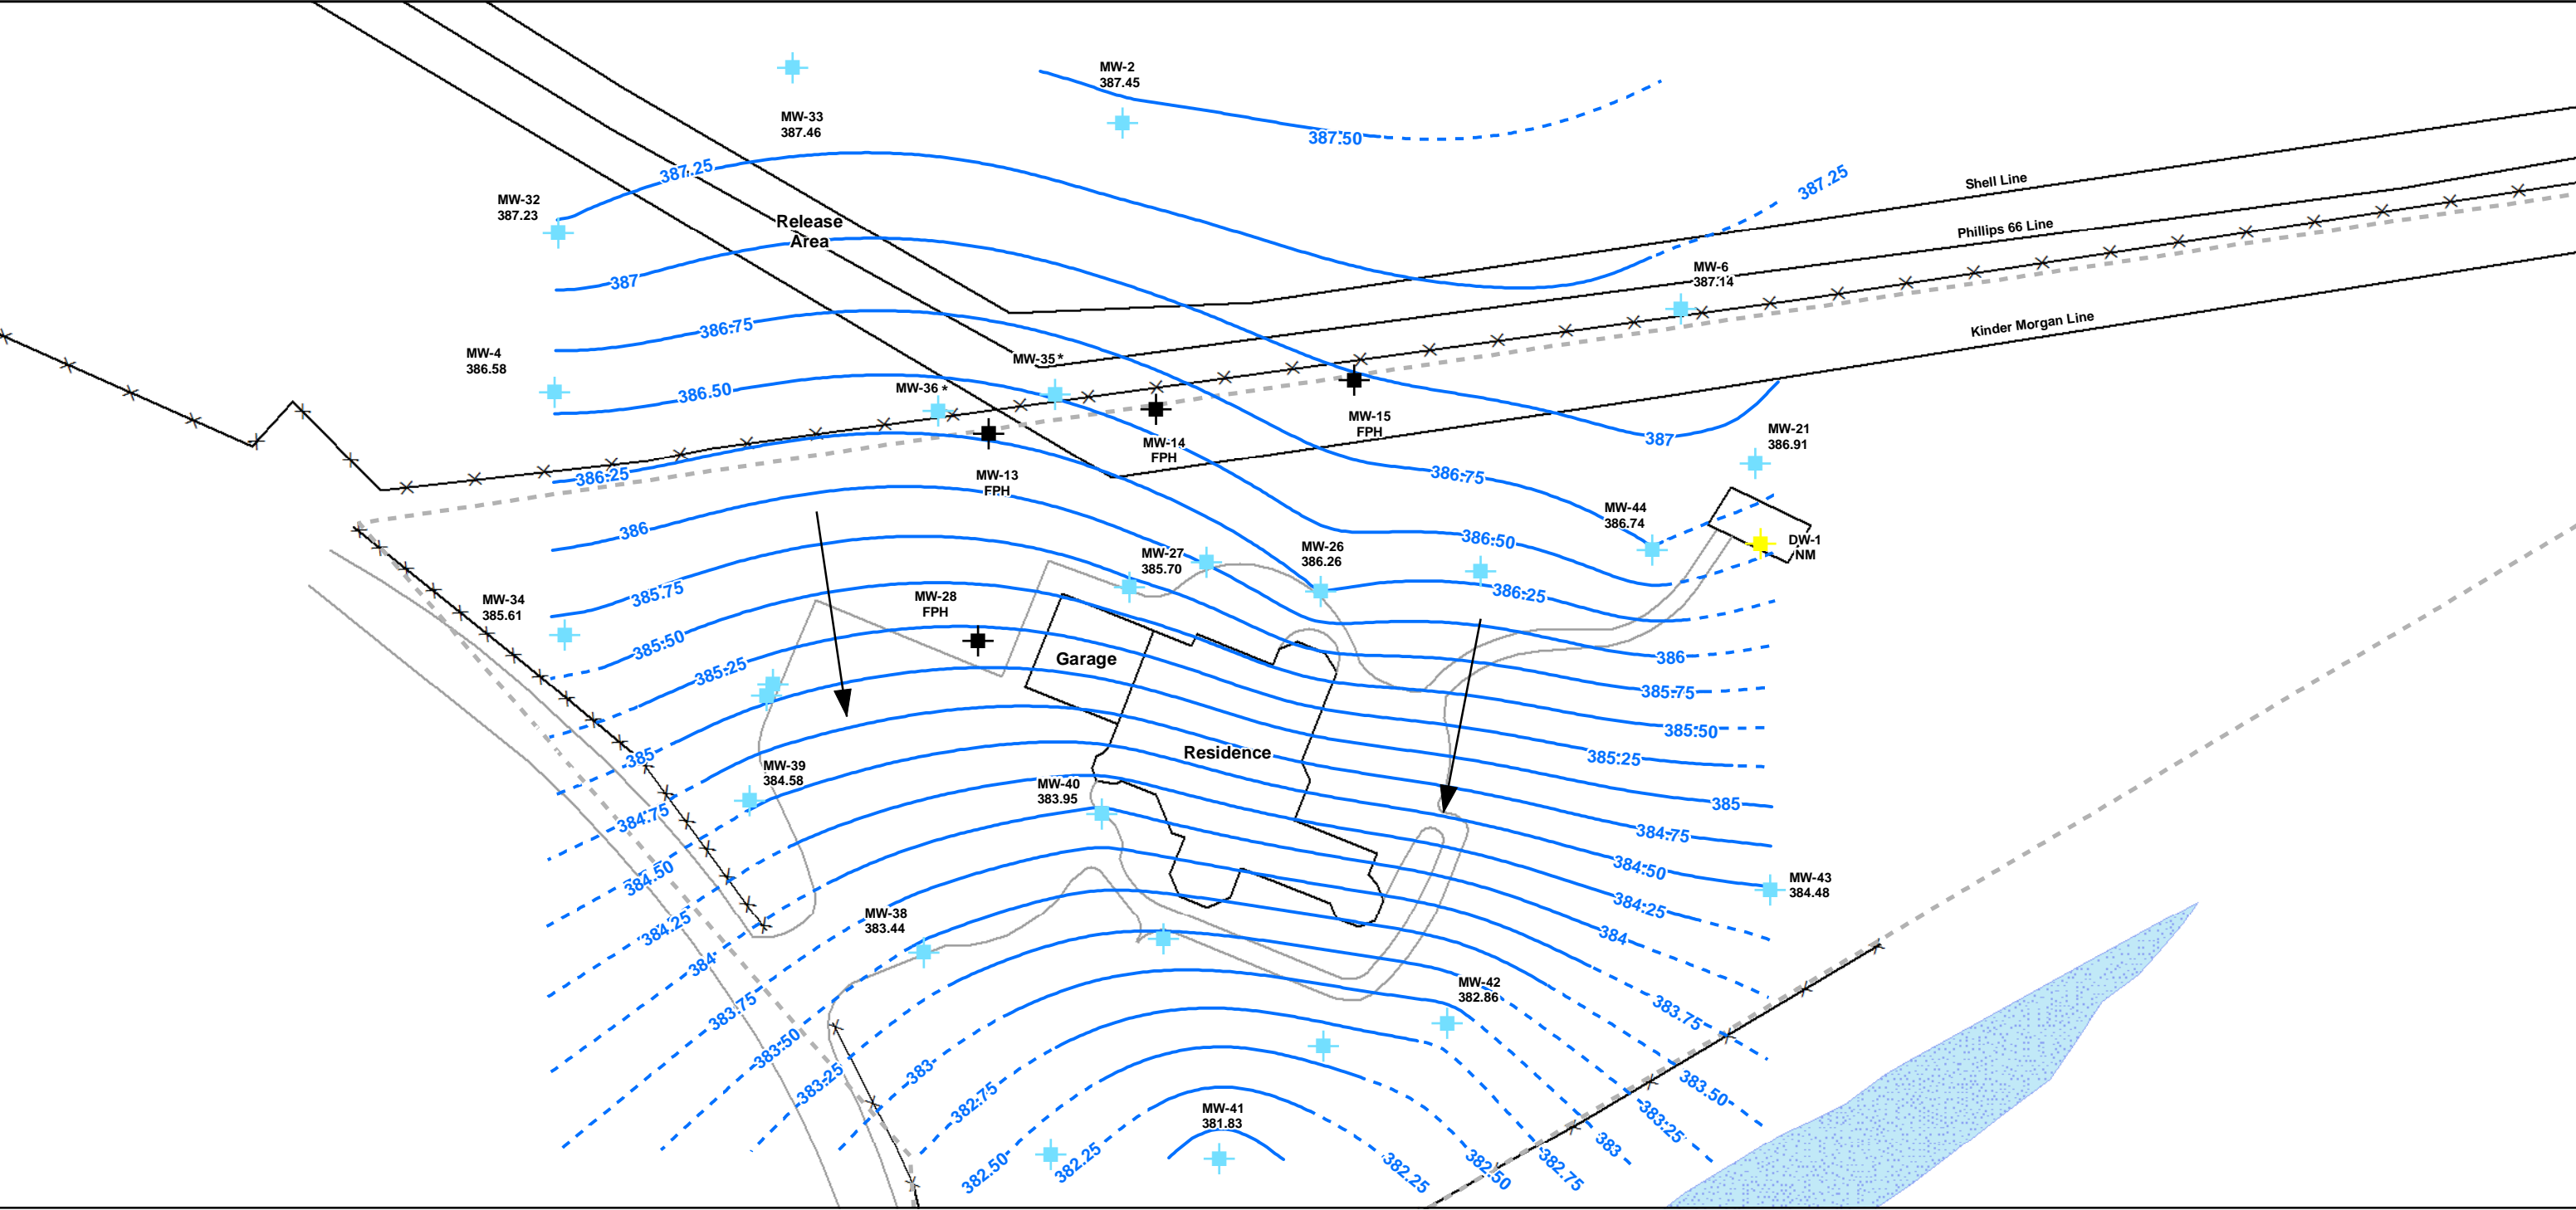 MW-2
387.45
MW-33
387.46
387.50
387.25
387.25
Shell Line
MW-32
387.23
Release
Area
Phillips 66 Line
MW-6
387.14
387
386.75
Kinder Morgan Line
MW-4
386.58
MW-35*
MW-36 *
386.50
MW-15
FPH
387
MW-21
386.91
MW-14
FPH
386.25
MW-13
FPH
386.75
MW-44
386.74
386
386.50
DW-1
NM
MW-27
385.70
MW-26
386.26
385.75
MW-34
385.61
MW-28
FPH
386.25
385.50
Garage
386
385.25
385.75
385.50
Residence
385
385.25
MW-39
384.58
MW-40
383.95
385
384.75
384.75
384.50
384.50
MW-43
384.48
384.25
384.25
MW-38
383.44
384
384
MW-42
382.86
383.75
383.75
383.50
383.25
383
383.50
382.75
MW-41
381.83
383.25
383
382.50
382.25
382.25
382.50
382.75